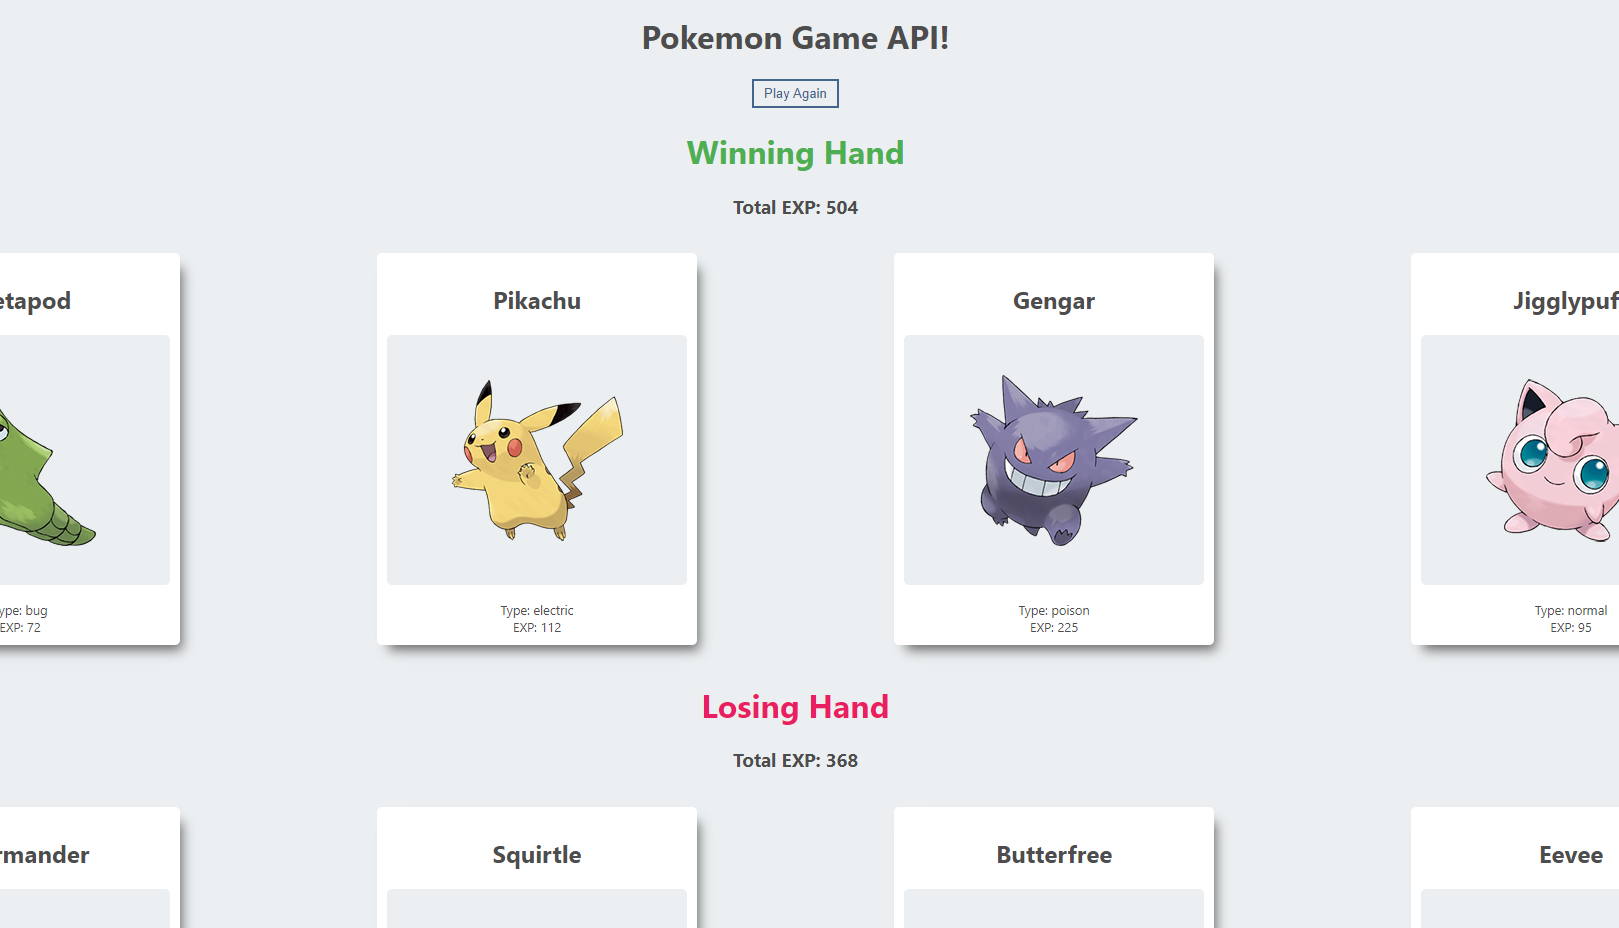 Pokemon Game API!
Play Again
Winning Hand
Total EXP: 504
etapod
Pikachu
Gengar
Jigglypuf
ype: bug
EXP: 72
Type: electric
EXP: 112
Type: poison
EXP: 225
Type: normal
EXP: 95
Losing Hand
Total EXP: 368
rmander
Squirtle
Butterfree
Eevee